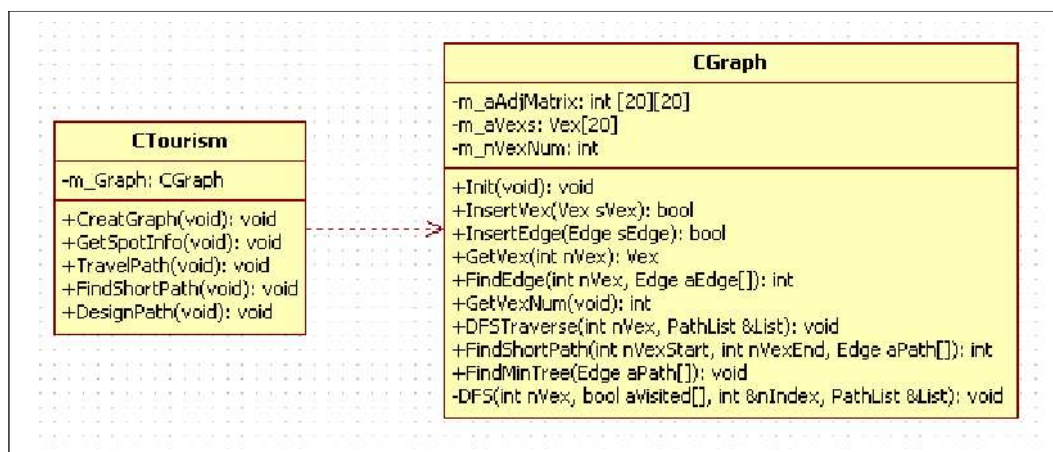 CTourism
-m_Graph: CGraph
+CreatGraph(void): void
+GetSpotInfo(void): void
+TravelPath(void): void
+FindShortPath(void): void
+DesignPath(void): void
CGraph
-m_aAdjMatrix: int [20][20]
-m_aVexs: Vex[20]
-m_nVexNum: int
+Init(void): void
+InsertVex(Vex sVex): bool
+InsertEdge(Edge sEdge): bool
+GetVex(int nVex): Vex
+FindEdge(int nVex, Edge aEdge[]): int
+GetVexNum(void): int
+DFSTraverse(int nVex, PathList &List): void
+FindShortPath(int nVexStart, int nVexEnd, Edge aPath[]): int
+FindMinTree(Edge aPath[]): void
-DFS(int nVex, bool aVisited[], int &nIndex, PathList &List): void